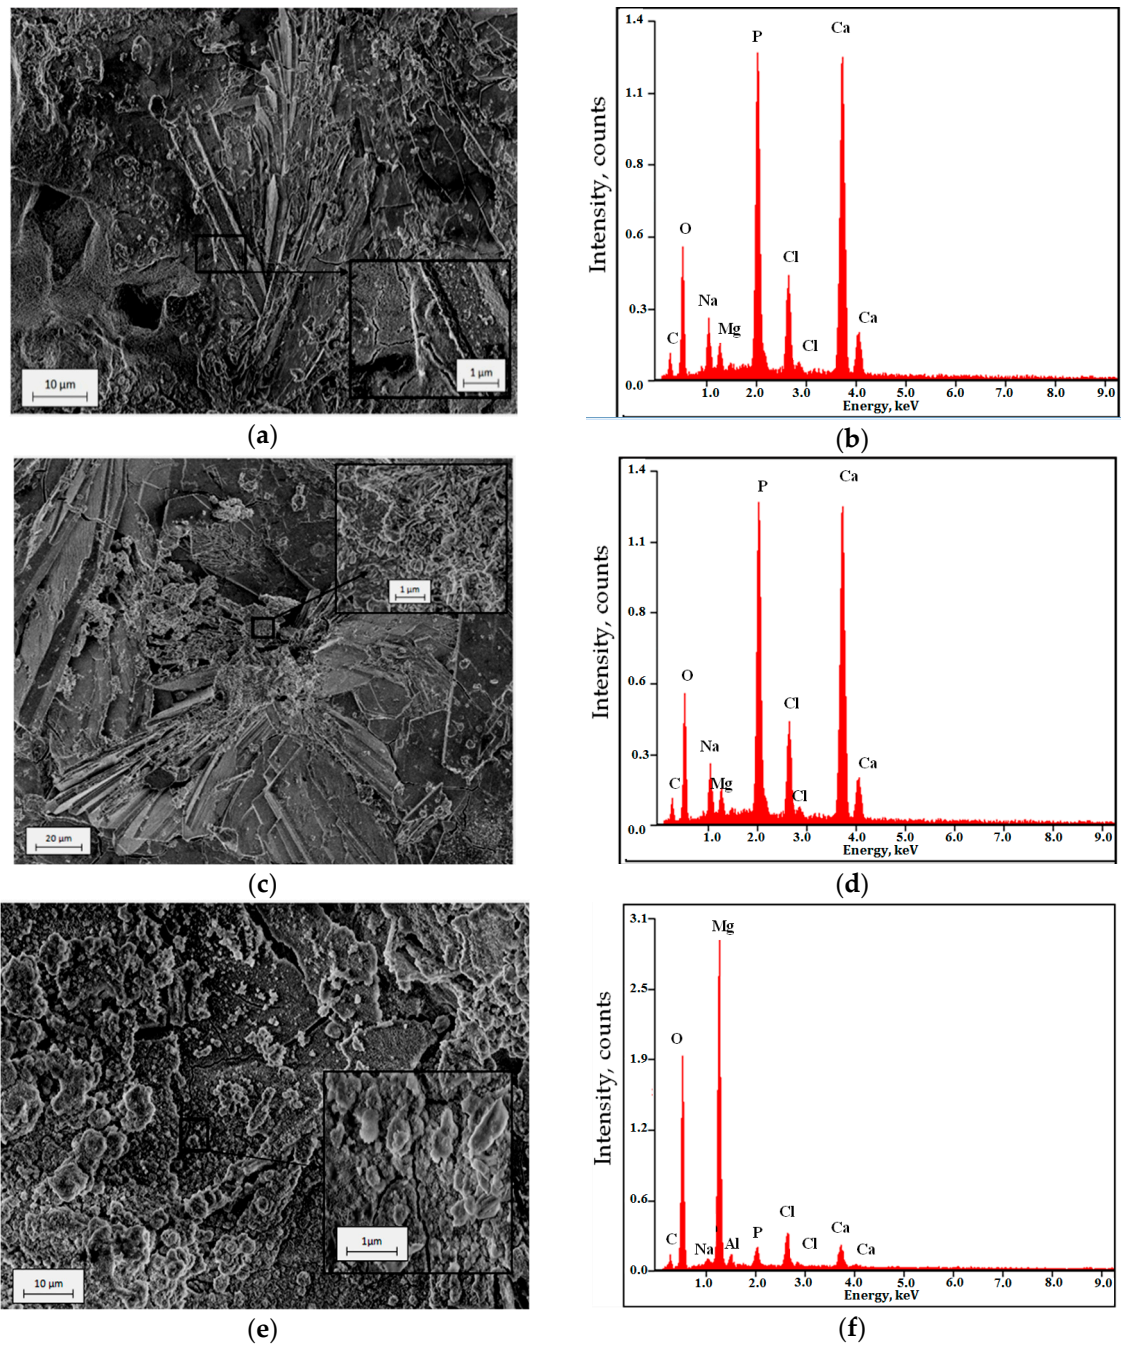 10 µm
1 µm
(a)
Intensity, counts
1.4
1.1
0.8
0.6
0.3
0.0
C
O
Na
Mg
P
Cl
Cl
Ca
Ca
1.0 2.0 3.0 4.0 5.0 6.0 7.0 8.0 9.0
Energy, keV
(b)
1 µm
20 µm
(c)
Intensity, counts
1.4
1.1
0.8
0.6
0.3
0.0
C
O
Na
Mg
P
Cl
Cl
Ca
Ca
1.0 2.0 3.0 4.0 5.0 6.0 7.0 8.0 9.0
Energy, keV
(d)
10 µm
1µm
(e)
Intensity, counts
3.1
2.5
1.9
1.2
0.6
0.0
C
O
Na
Mg
Al
P
Cl
Cl
Ca
Ca
1.0 2.0 3.0 4.0 5.0 6.0 7.0 8.0 9.0
Energy, keV
(f)